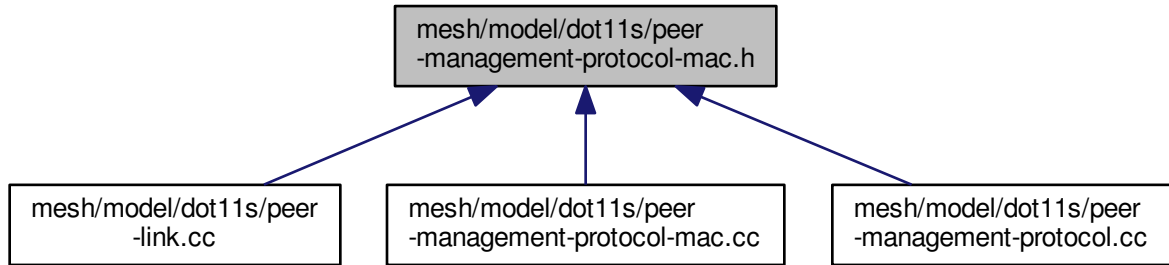 mesh/model/dot11s/peer
-management-protocol-mac.h
mesh/model/dot11s/peer
-link.cc
mesh/model/dot11s/peer
-management-protocol-mac.cc
mesh/model/dot11s/peer
-management-protocol.cc